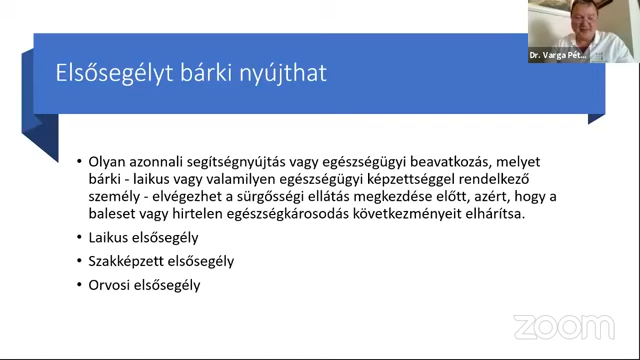 Dr. Varga Pét...
Elsősegélyt bárki nyújthat
• Olyan azonnali segítségnyújtás vagy egészségügyi beavatkozás, melyet
bárki - laikus vagy valamilyen egészségügyi képzettséggel rendelkező
személy - elvégezhet a sürgősségi ellátás megkezdése előtt, azért, hogy a
baleset vagy hirtelen egészségkárosodás következményeit elhárítsa.
• Laikus elsősegély
• Szakképzett elsősegély
• Orvosi elsősegély
zoom